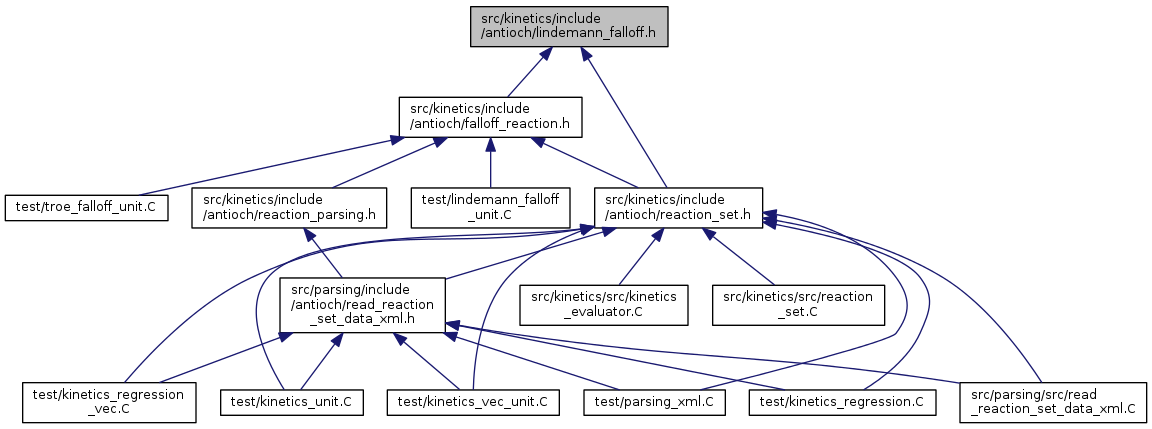 src/kinetics/include
/antioch/lindemann_falloff.h
src/kinetics/include
/antioch/falloff_reaction.h
test/troe_falloff_unit.C
src/kinetics/include
/antioch/reaction_parsing.h
test/lindemann_falloff
_unit.C
src/kinetics/include
/antioch/reaction_set.h
src/parsing/include
/antioch/read_reaction
_set_data_xml.h
src/kinetics/src/kinetics
_evaluator.C
src/kinetics/src/reaction
_set.C
test/kinetics_regression
_vec.C
test/kinetics_unit.C
test/kinetics_vec_unit.C
test/parsing_xml.C
test/kinetics_regression.C
src/parsing/src/read
_reaction_set_data_xml.C